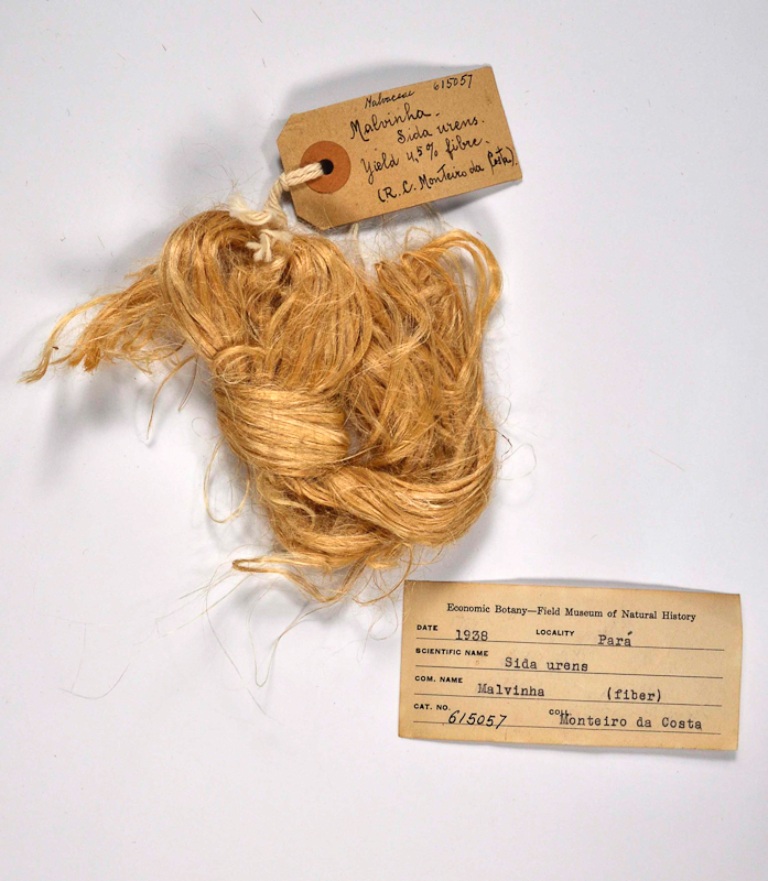 Malvaceae 615057
Malvinha.
Sida urens.
Yield 4,5% fibre.
(R. C. Monteiro da Costa).
Economic Botany—Field Museum of Natural History
DATE 1938 LOCALITY Pará
SCIENTIFIC NAME Sida urens
COM. NAME Malvinha (fiber)
CAT. NO. 615057 COLL. Monteiro da Costa